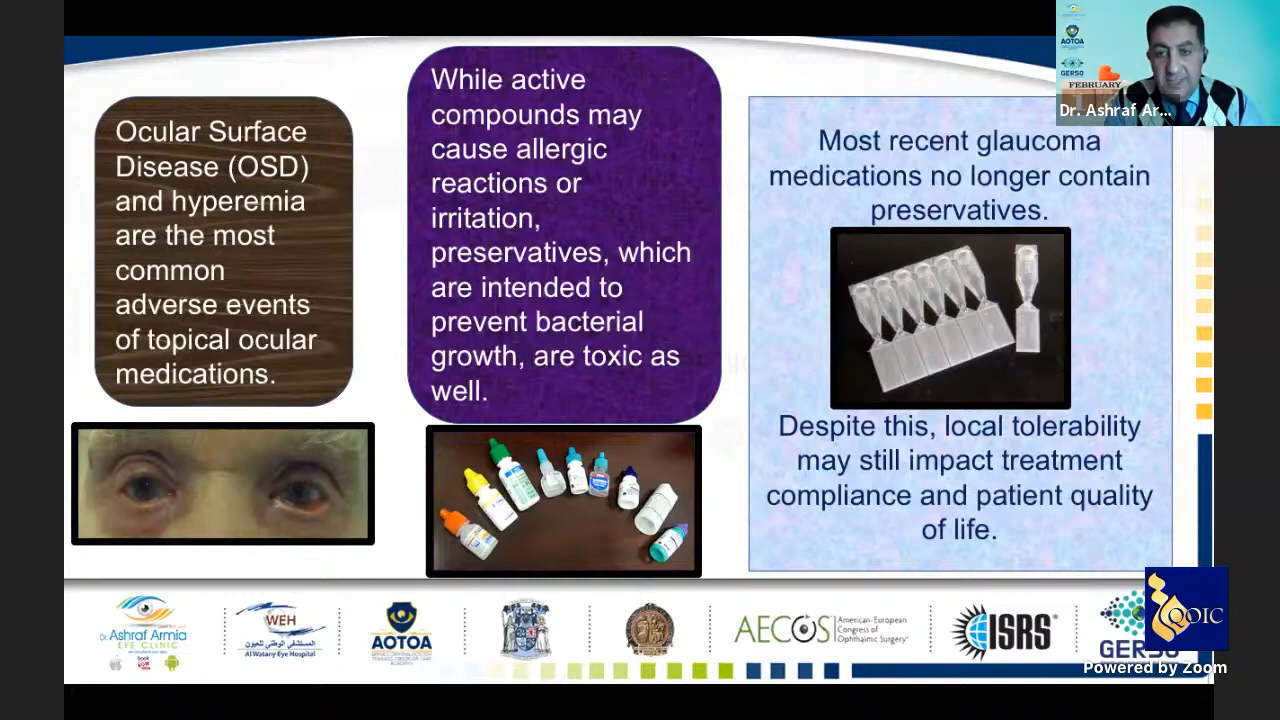 AOTOA
GERSO
FEBRUARY
Dr. Ashraf Ar...
Ocular Surface
Disease (OSD)
and hyperemia
are the most
common
adverse events
of topical ocular
medications.
While active
compounds may
cause allergic
reactions or
irritation,
preservatives, which
are intended to
prevent bacterial
growth, are toxic as
well.
Most recent glaucoma
medications no longer contain
preservatives.
Despite this, local tolerability
may still impact treatment
compliance and patient quality
of life.
Dr. Ashraf Armia
EYE CLINIC
WEH
المستشفى الوطني للعيون
Al Watany Eye Hospital
AOTOA
ACADEMY
AECOS
American-European
Congress of
Ophthalmic Surgery
ISRS
GERSO
QOIC
Powered by Zoom